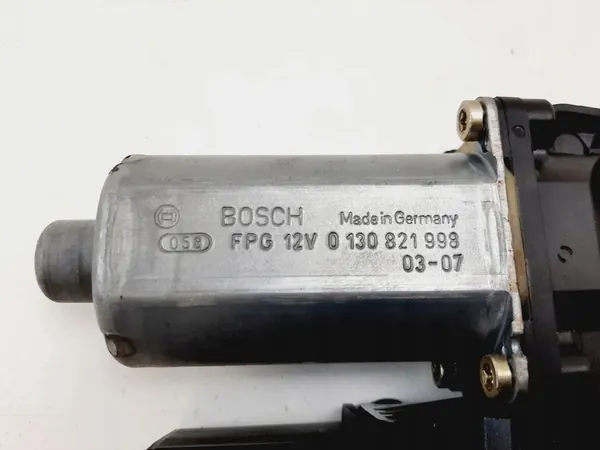 BOSCH Made in Germany
058 FPG 12V 0 130 821 998
03-07